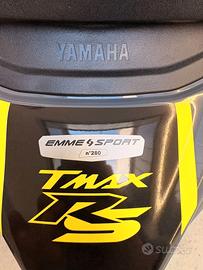 YAMAHA
EMME SPORT
n°280
TMAX
RS
subito